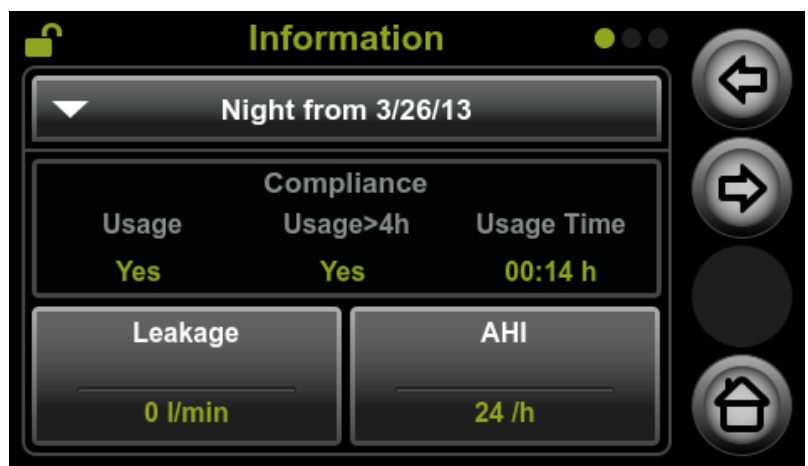 Information
Night from 3/26/13
Compliance
Usage Usage>4h Usage Time
Yes Yes 00:14 h
Leakage AHI
0 l/min 24 /h